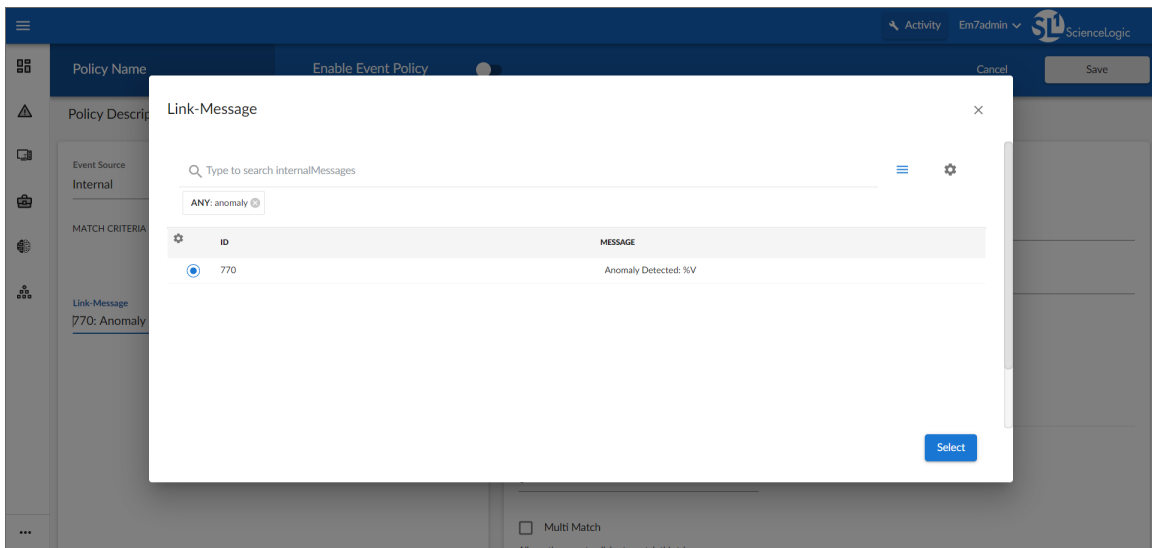 Activity
Em7admin
SL1 ScienceLogic
Policy Name
Enable Event Policy
Cancel
Save
Policy Descrip
Link-Message
Event Source
Internal
MATCH CRITERIA
Link-Message
770: Anomaly
Type to search internalMessages
ANY: anomaly
ID
MESSAGE
770
Anomaly Detected: %V
Select
Multi Match